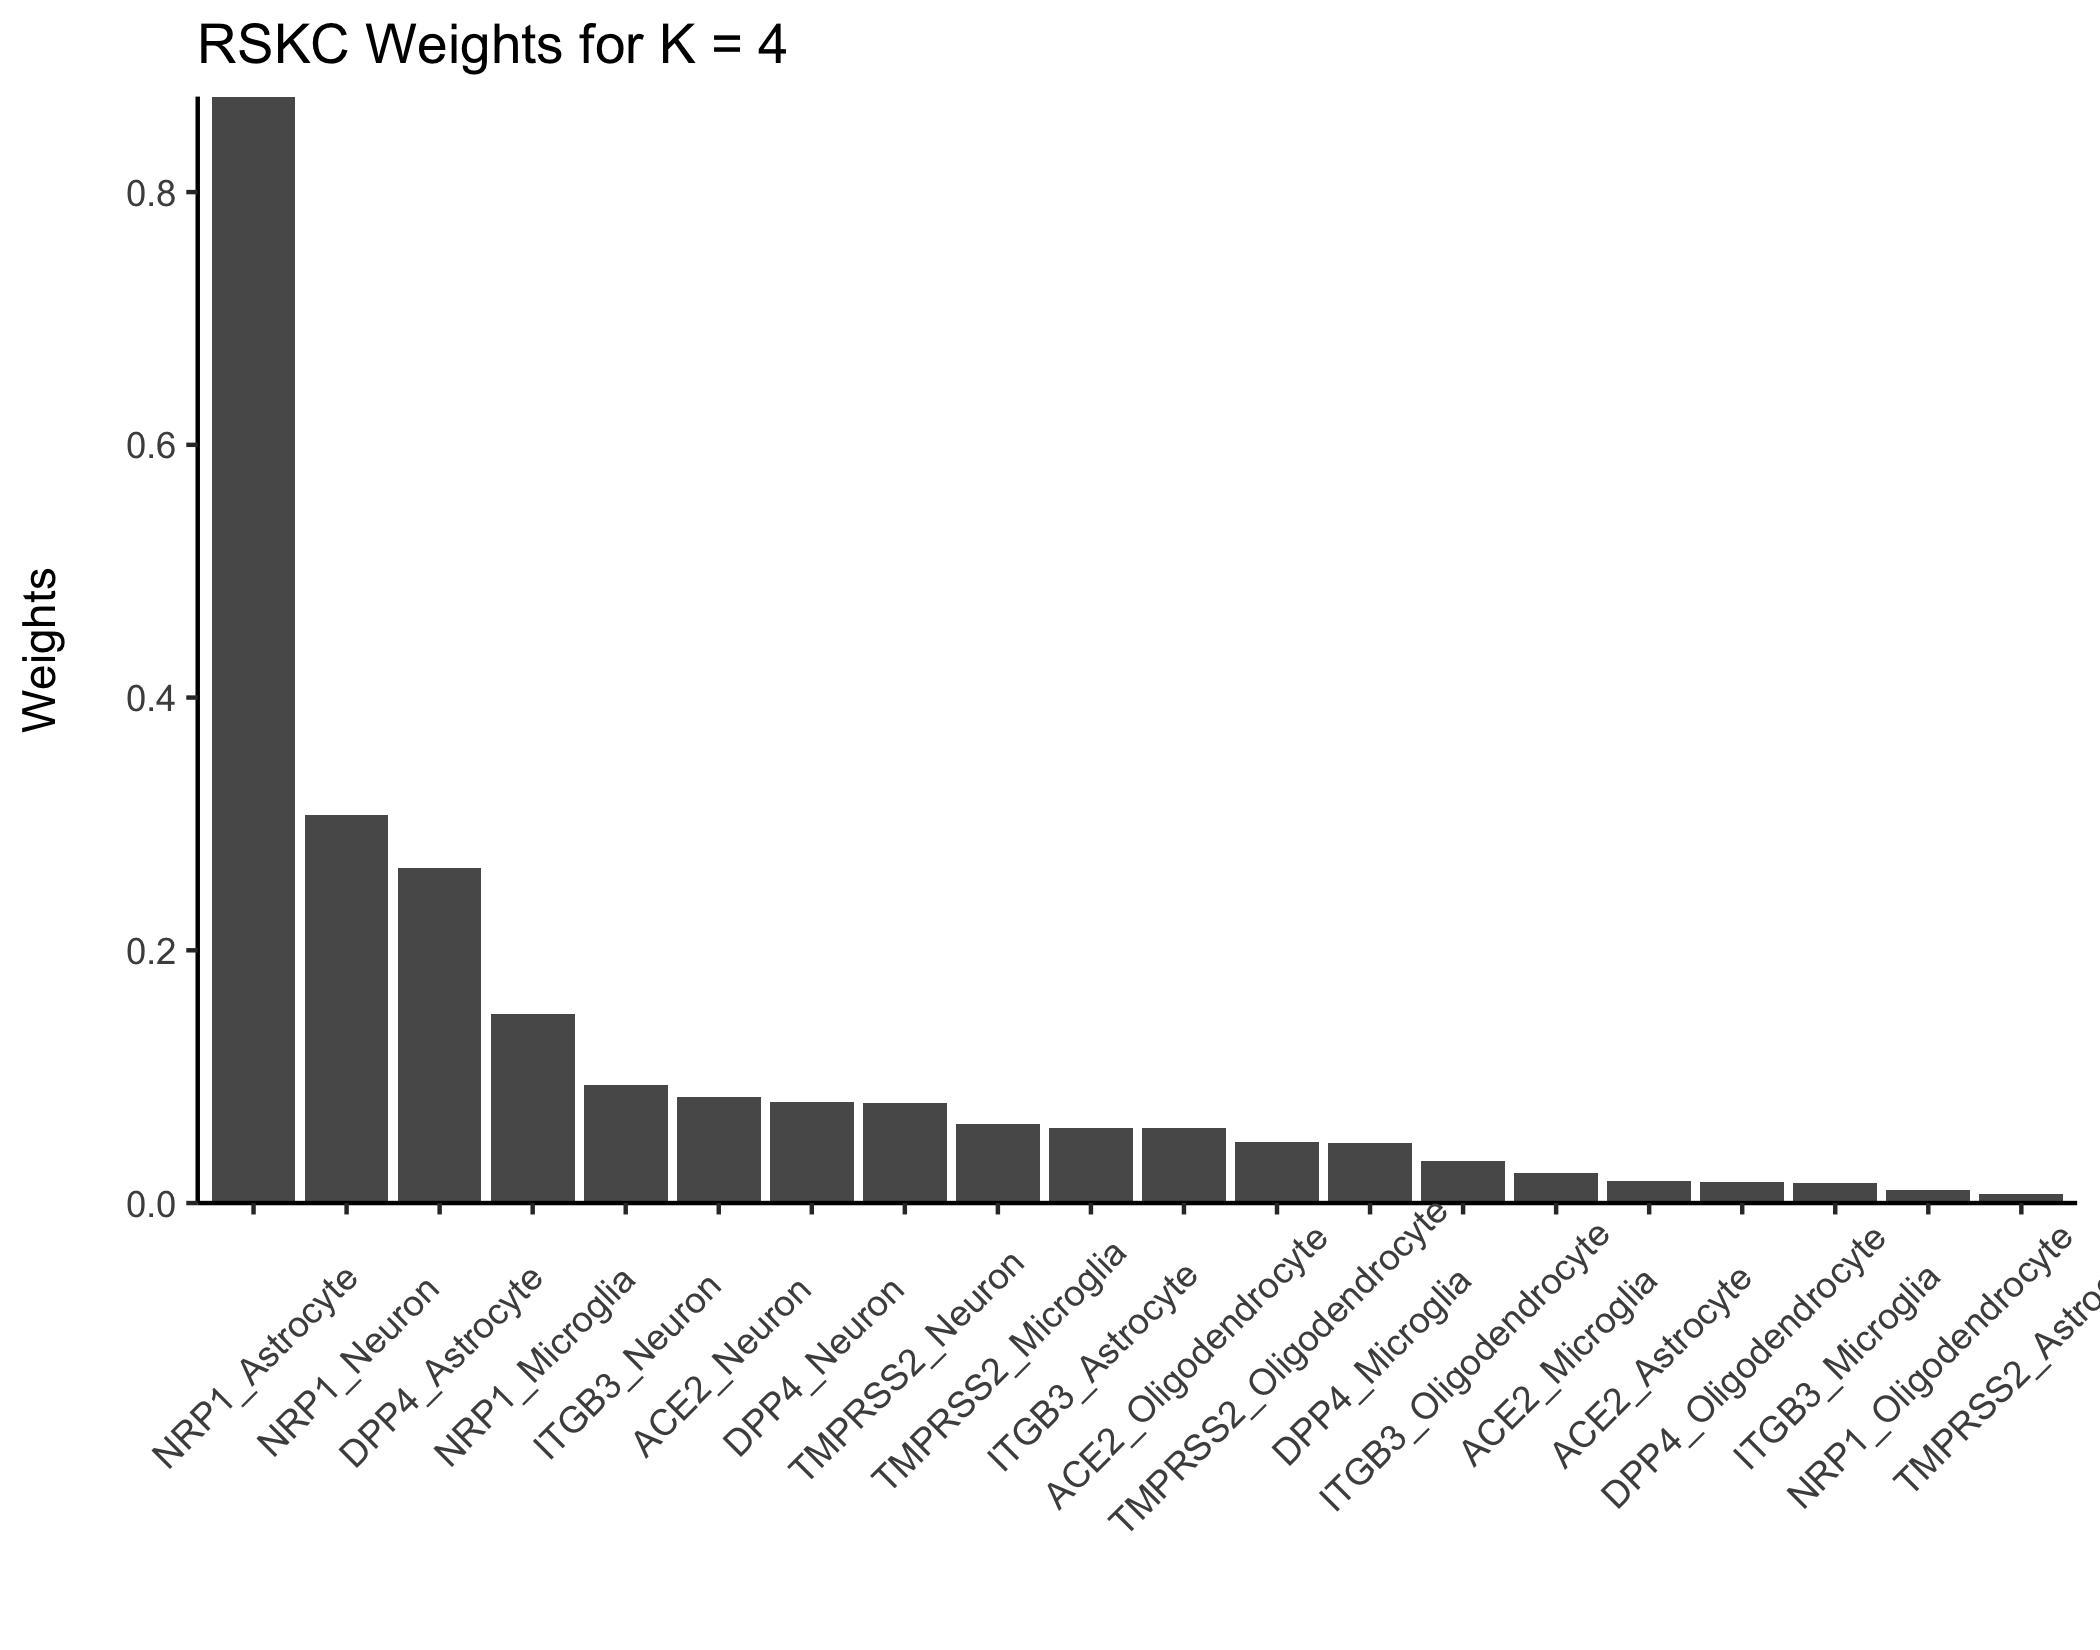 RSKC Weights for K = 4
Weights
0.8
0.6
0.4
0.2
0.0
NRP1_Astrocyte
NRP1_Neuron
DPP4_Astrocyte
NRP1_Microglia
ITGB3_Neuron
ACE2_Neuron
DPP4_Neuron
TMPRSS2_Neuron
TMPRSS2_Microglia
ITGB3_Astrocyte
ACE2_Oligodendrocyte
TMPRSS2_Oligodendrocyte
DPP4_Microglia
ITGB3_Oligodendrocyte
ACE2_Microglia
ACE2_Astrocyte
DPP4_Oligodendrocyte
ITGB3_Microglia
NRP1_Oligodendrocyte
TMPRSS2_Astro